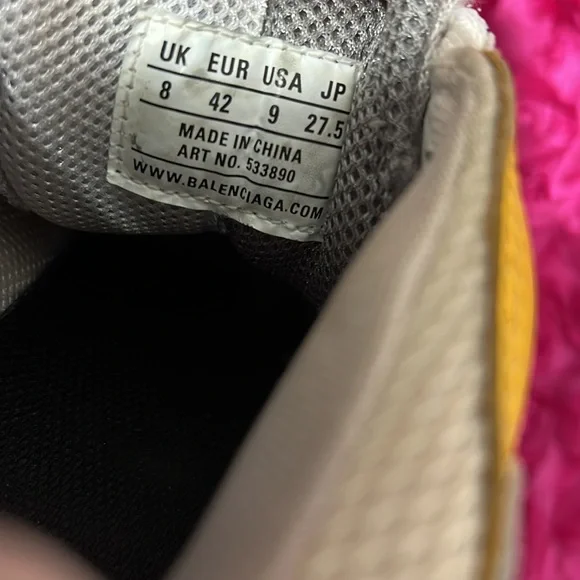 UK EUR USA JP
8 42 9 27.5
MADE IN CHINA
ART NO. 533890
WWW.BALENCIAGA.COM